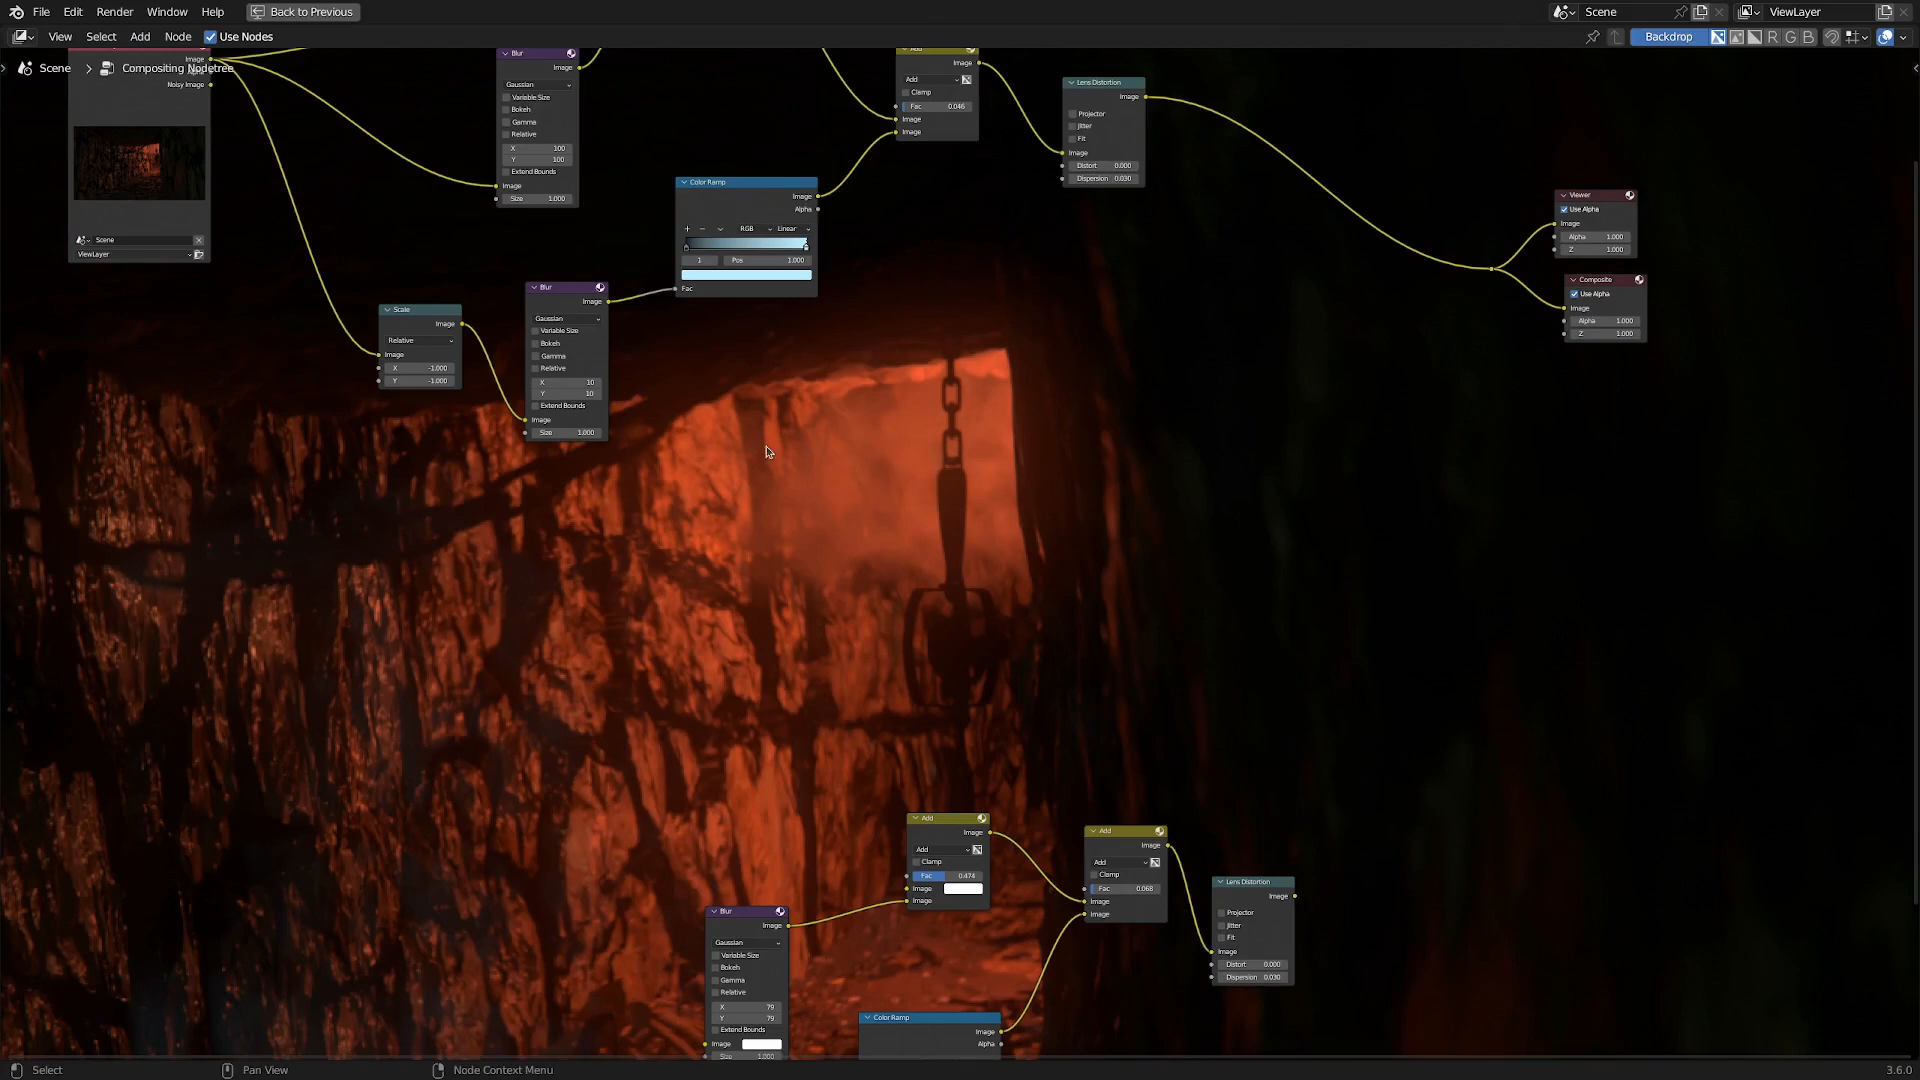 File Edit Render Window Help Back to Previous Scene ViewLayer
View Select Add Node Use Nodes Backdrop R G B
Scene > Compositing Nodetree
Image
Noisy Image
Scene
ViewLayer
Blur
Image
Gaussian
Variable Size
Bokeh
Gamma
Relative
X 100
Y 100
Extend Bounds
Image
Size 1.000
Image
Add
Clamp
Fac 0.046
Image
Image
Lens Distortion
Image
Projector
Jitter
Fit
Image
Distort 0.000
Dispersion 0.030
Color Ramp
Image
Alpha
+ − RGB Linear
1 Pos 1.000
Fac
Viewer
Use Alpha
Image
Alpha 1.000
Z 1.000
Composite
Use Alpha
Image
Alpha 1.000
Z 1.000
Scale
Image
Relative
Image
X -1.000
Y -1.000
Blur
Image
Gaussian
Variable Size
Bokeh
Gamma
Relative
X 10
Y 10
Extend Bounds
Image
Size 1.000
Add
Image
Add
Clamp
Fac 0.474
Image
Image
Add
Image
Add
Clamp
Fac 0.068
Image
Image
Lens Distortion
Image
Projector
Jitter
Fit
Image
Distort 0.000
Dispersion 0.030
Blur
Image
Gaussian
Variable Size
Bokeh
Gamma
Relative
X 79
Y 79
Extend Bounds
Image
Size 1.000
Color Ramp
Image
Alpha
Select Pan View Node Context Menu 3.6.0